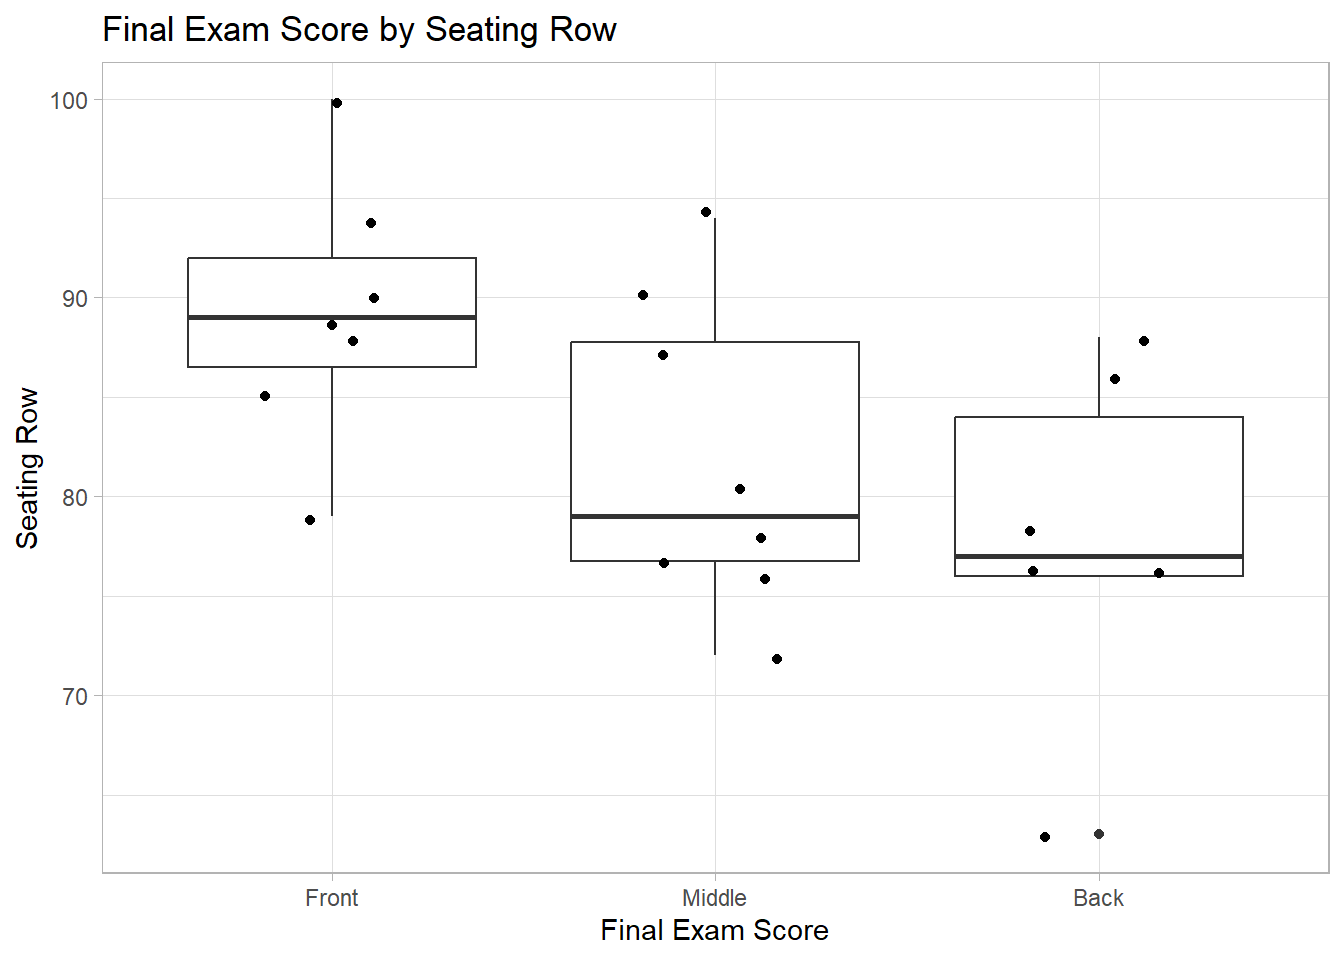 Final Exam Score by Seating Row
100
90
80
70
Seating Row
Front
Middle
Back
Final Exam Score